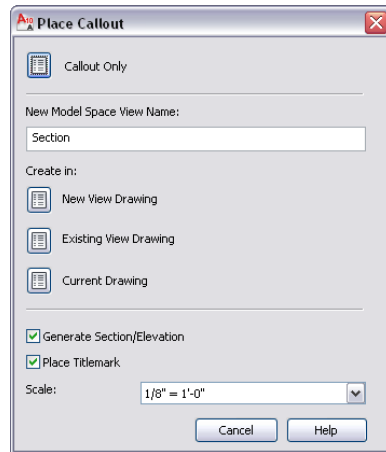 Place Callout
Callout Only
New Model Space View Name:
Section
Create in:
New View Drawing
Existing View Drawing
Current Drawing
Generate Section/Elevation
Place Titlemark
Scale: 1/8" = 1'-0"
Cancel Help